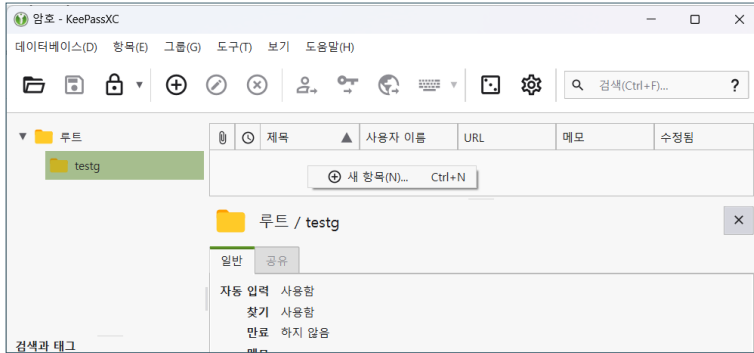 암호 - KeePassXC
데이터베이스(D) 항목(E) 그룹(G) 도구(T) 보기 도움말(H)
검색(Ctrl+F)... ?
루트
testg
제목 사용자 이름 URL 메모 수정됨
새 항목(N)... Ctrl+N
루트 / testg
일반 공유
자동 입력 사용함
찾기 사용함
만료 하지 않음
메모
검색과 태그